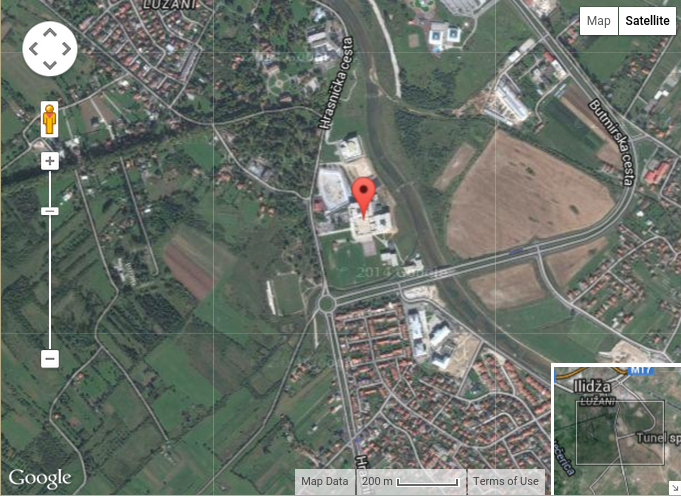 LUŽANI
Hrasnička cesta
Map
Satellite
Butmirska cesta
2014 Google
M17
Ilidža
LUŽANI
Tunel sp
Google
Map Data
200 m
Terms of Use